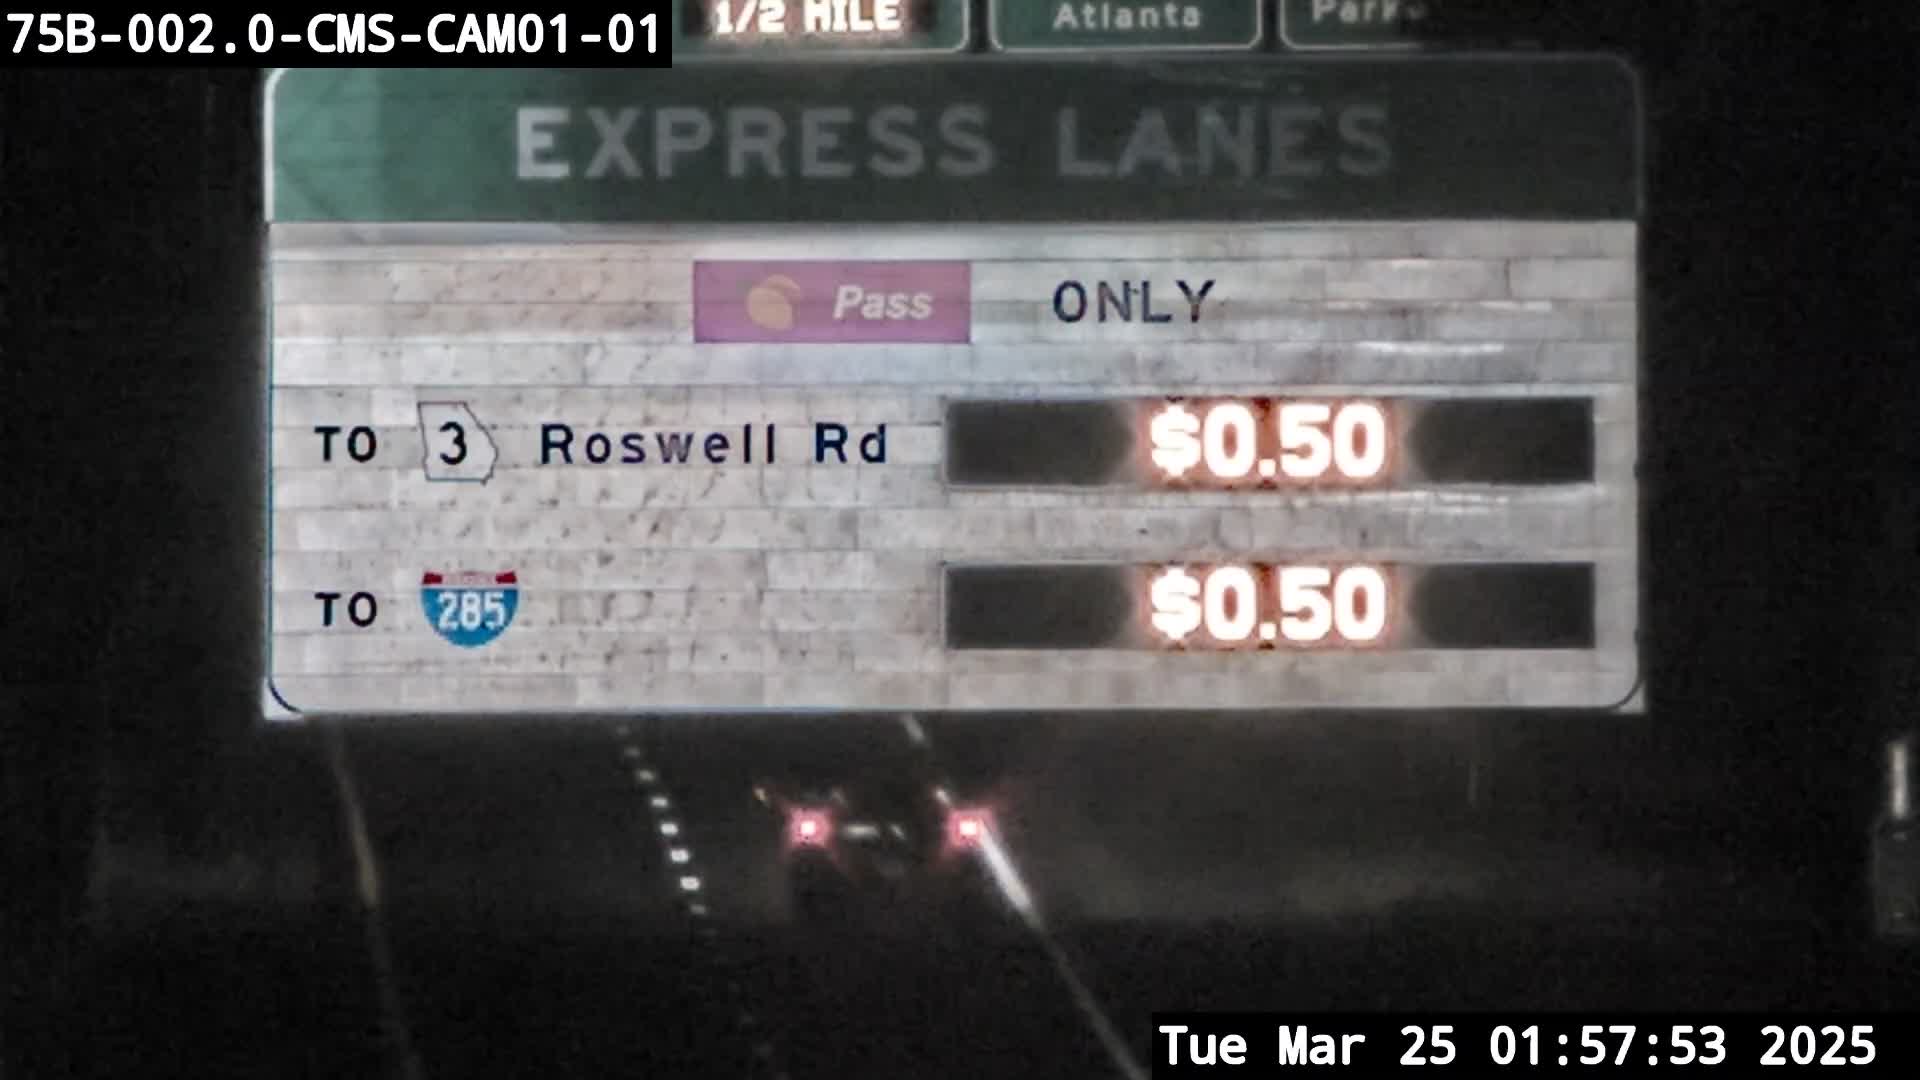 75B-002.0-CMS-CAM01-01
1/2 MILE
Atlanta
EXPRESS LANES
Pass ONLY
TO 3 Roswell Rd $0.50
TO 285 $0.50
Tue Mar 25 01:57:53 2025